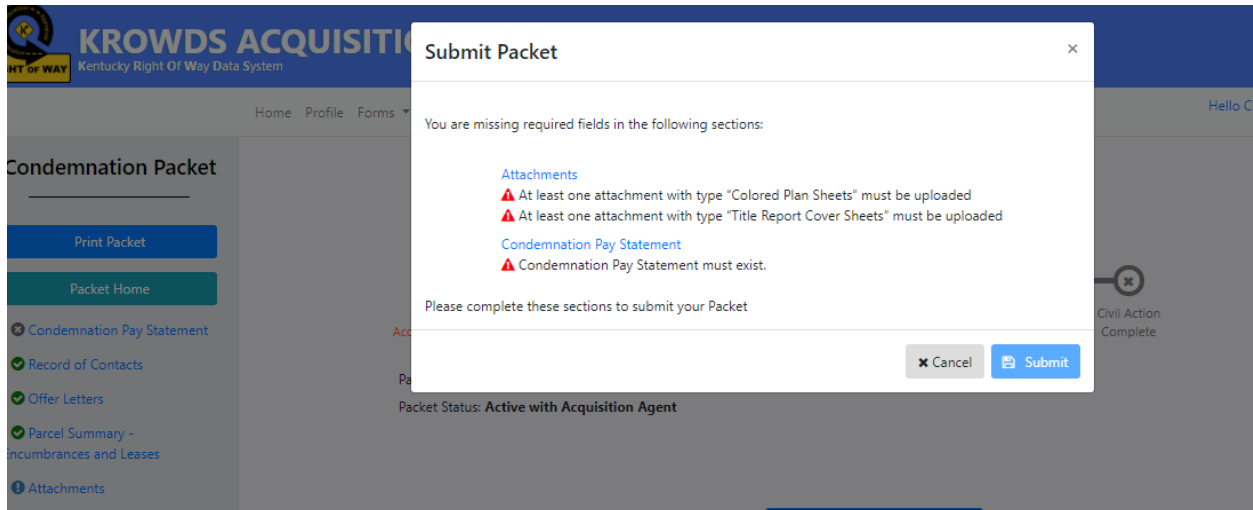 KROWDS ACQUISITI
HT OF WAY
Kentucky Right Of Way Data System
Home Profile Forms
Hello C
Condemnation Packet
Print Packet
Packet Home
Condemnation Pay Statement
Record of Contacts
Offer Letters
Parcel Summary -
ncumbrances and Leases
Attachments
Submit Packet
×
You are missing required fields in the following sections:
Attachments
At least one attachment with type "Colored Plan Sheets" must be uploaded
At least one attachment with type "Title Report Cover Sheets" must be uploaded
Condemnation Pay Statement
Condemnation Pay Statement must exist.
Please complete these sections to submit your Packet
Cancel
Submit
Acc
Civil Action
Complete
Pa
Packet Status: Active with Acquisition Agent